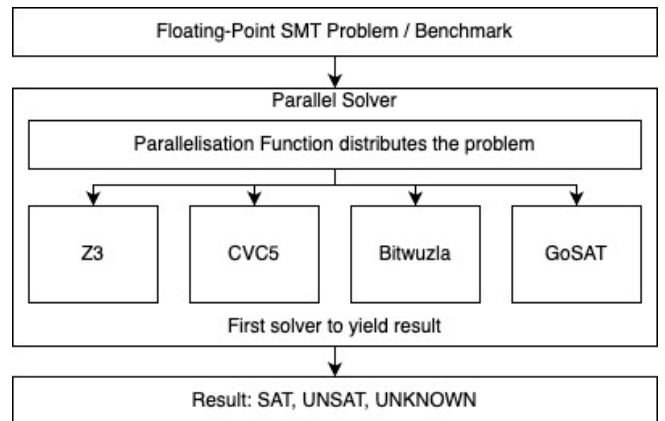 Floating-Point SMT Problem / Benchmark
Parallel Solver
Parallelisation Function distributes the problem
Z3
CVC5
Bitwuzla
GoSAT
First solver to yield result
Result: SAT, UNSAT, UNKNOWN